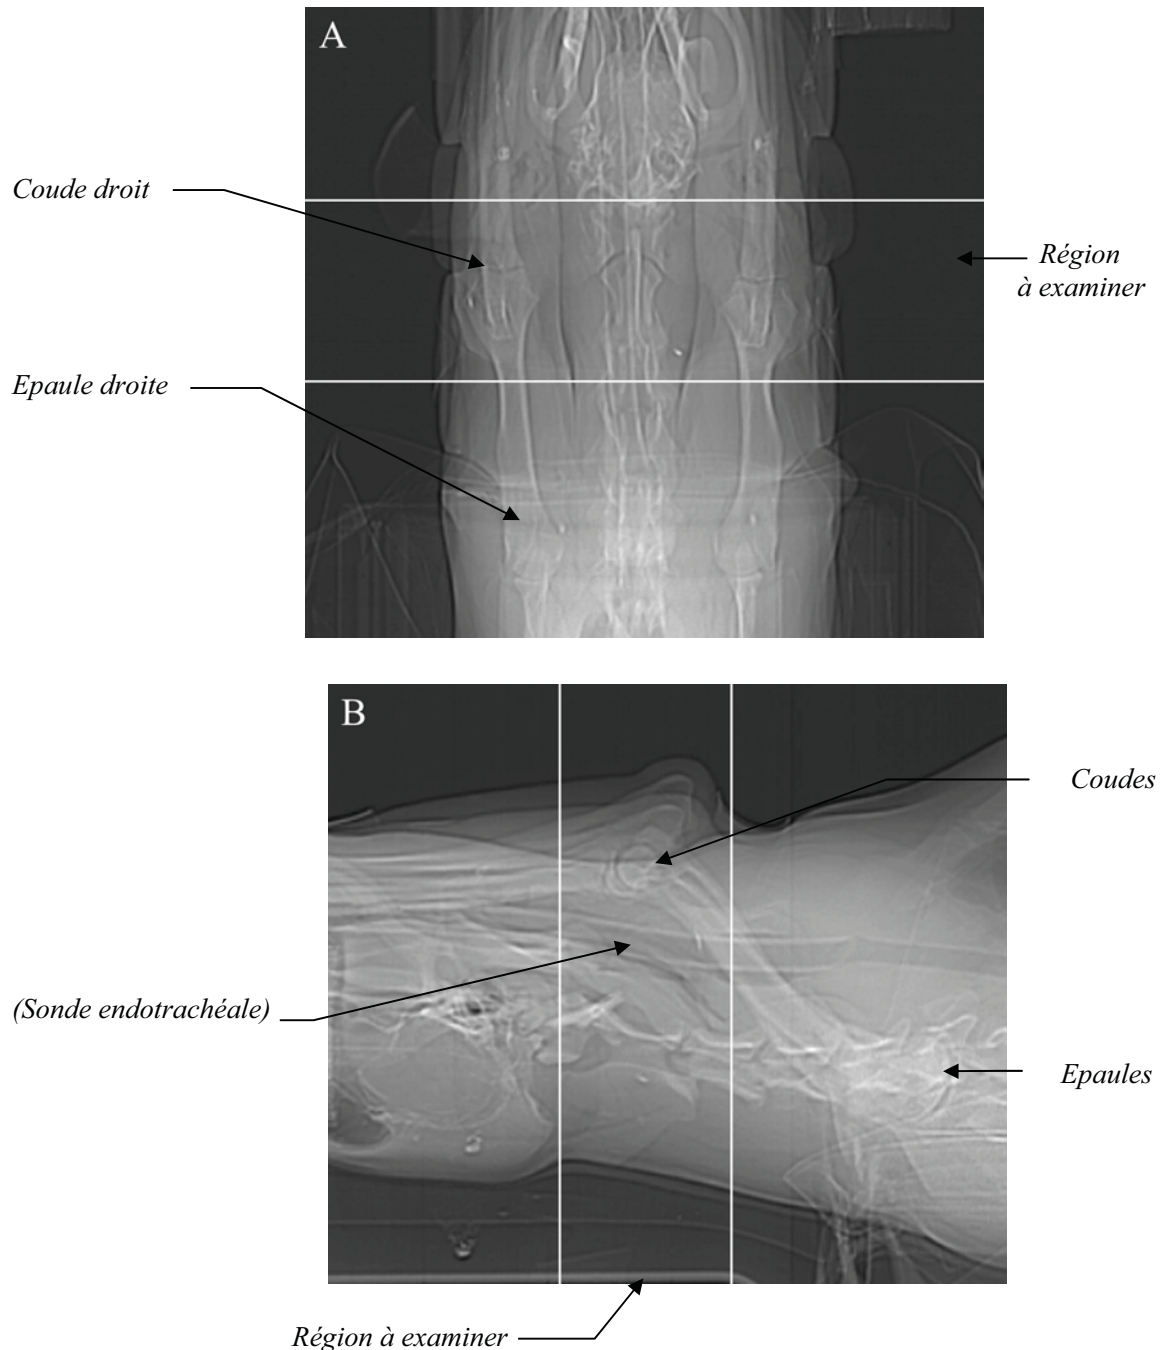 A
Coude droit
Région
à examiner
Epaule droite
B
Coudes
(Sonde endotrachéale)
Epaules
Région à examiner